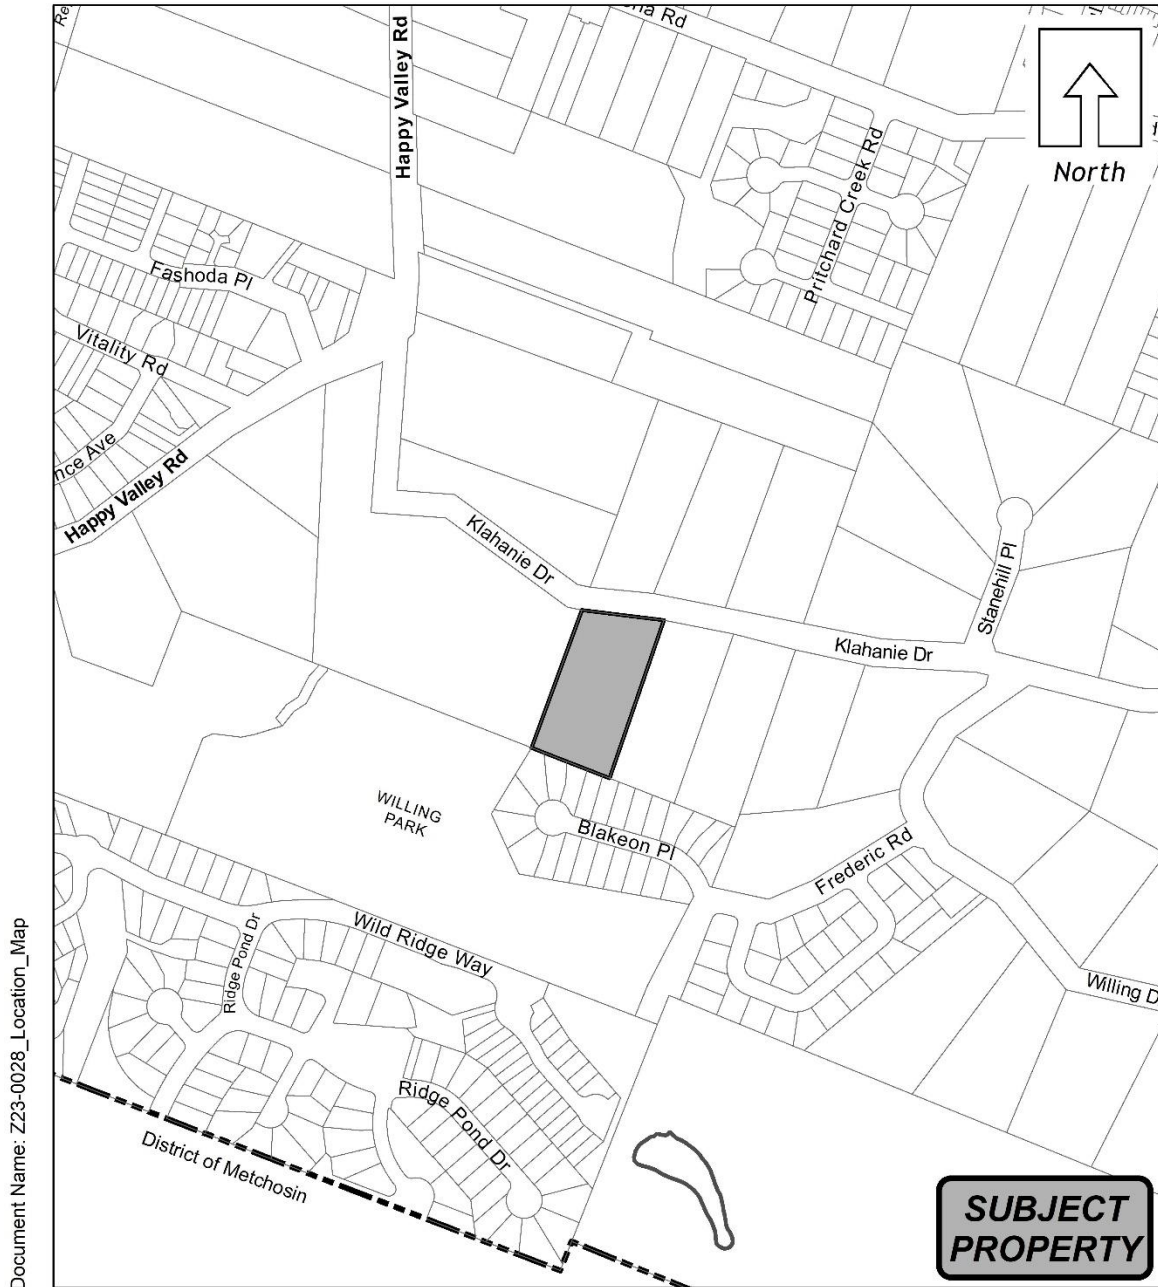 Happy Valley Rd
North
Pritchard Creek Rd
Fashoda Pl
Vitality Rd
Happy Valley Rd
Klahanie Dr
Stanehill Pl
Klahanie Dr
WILLING
PARK
Blakeon Pl
Frederic Rd
Wild Ridge Way
Ridge Pond Dr
Willing D
Ridge Pond Dr
District of Metchosin
SUBJECT
PROPERTY
Document Name: Z23-0028_Location_Map